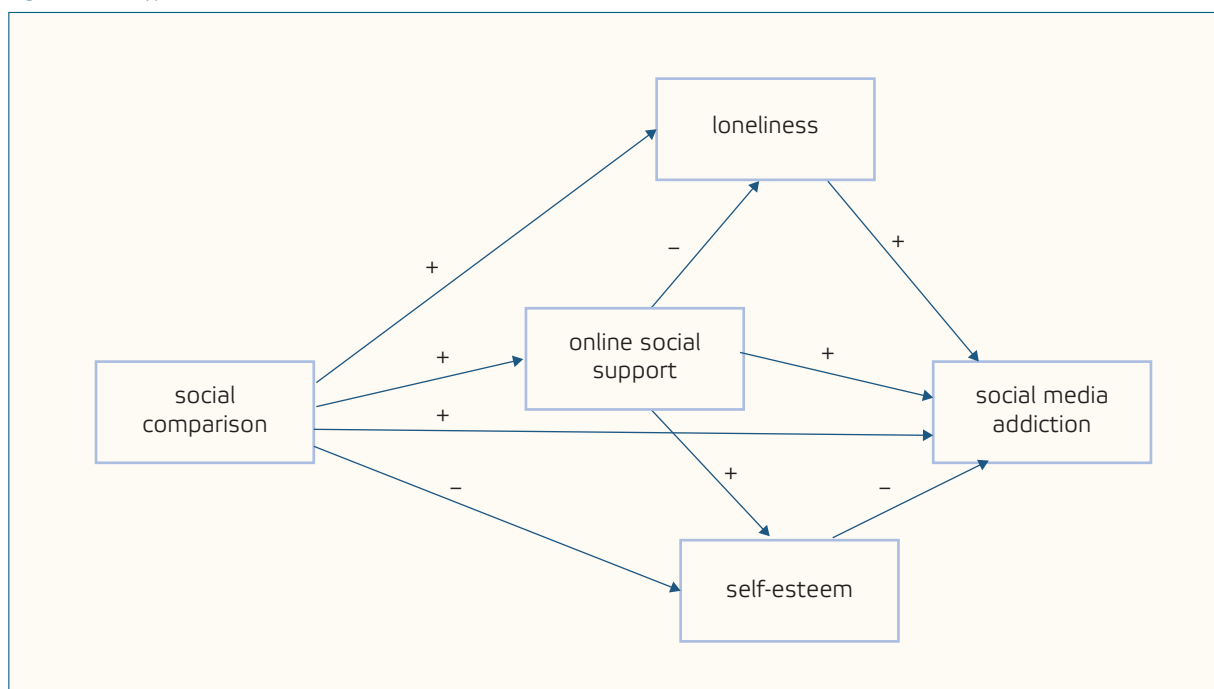 loneliness
–
+
+
online social
support
+
+
social
comparison
+
social media
addiction
+
–
–
self-esteem